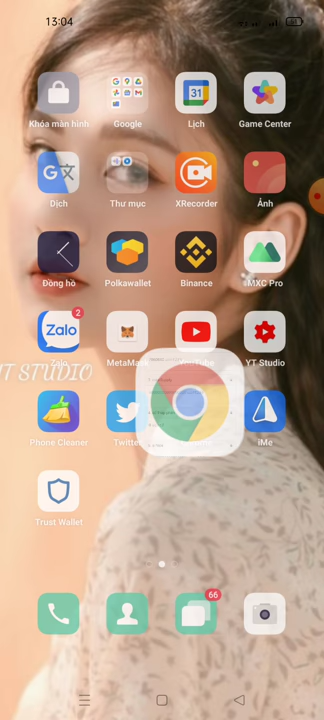 13:04
Khóa màn hình
Google
Lịch
Game Center
31
Dịch
Thư mục
XRecorder
Ảnh
Đồng hồ
Polkawallet
Binance
MXC Pro
Zalo
2
Zalo
MetaMask
YouTube
YT Studio
T STUDIO
Phone Cleaner
Twitter
iMe
Trust Wallet
66